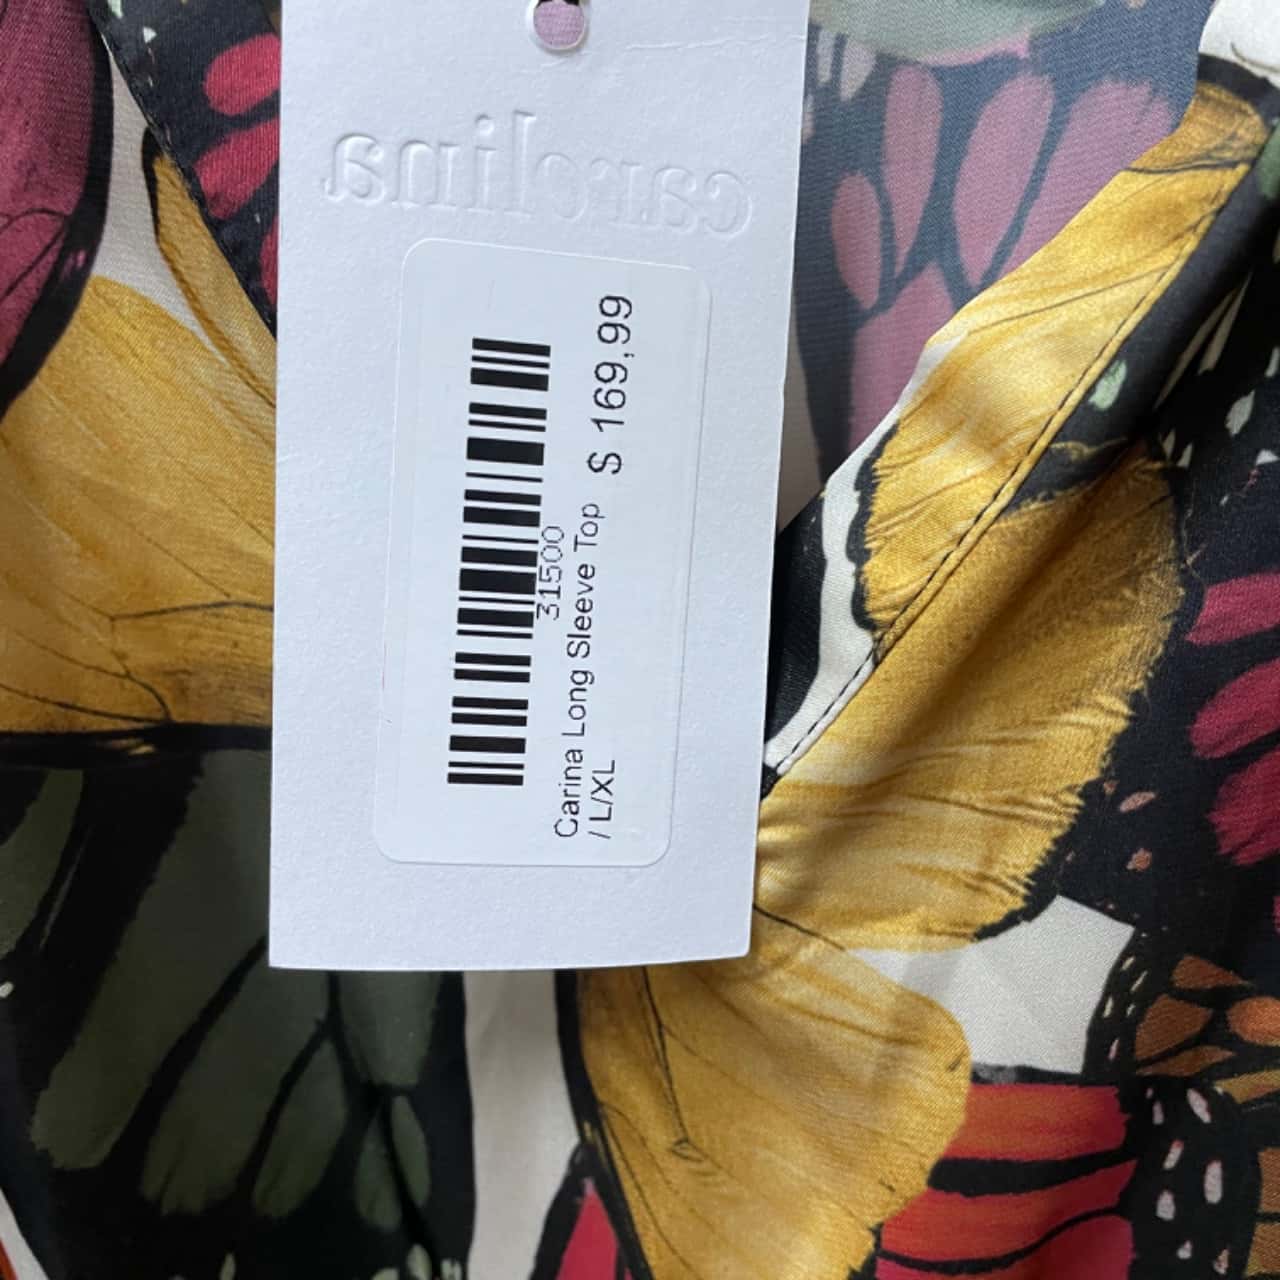 carolina
31500
Carina Long Sleeve Top
/ L/XL
$ 169,99